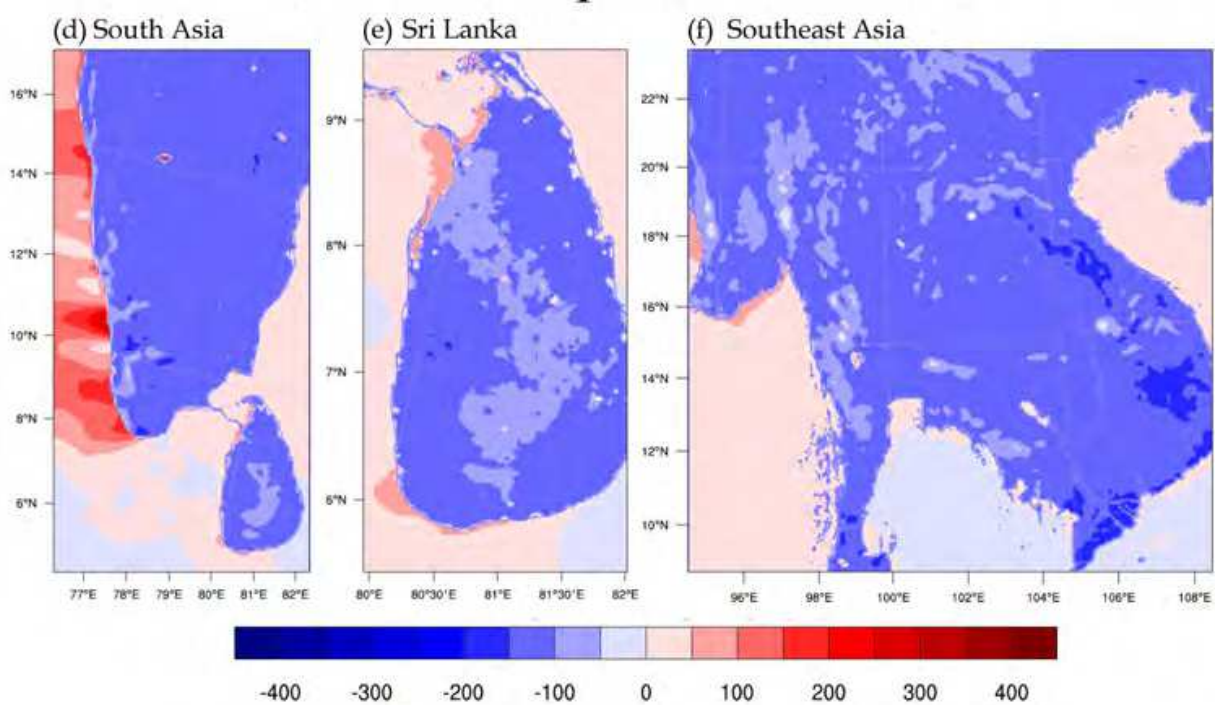 (d) South Asia
(e) Sri Lanka
(f) Southeast Asia
16°N
14°N
12°N
10°N
8°N
6°N
77°E 78°E 79°E 80°E 81°E 82°E
9°N
8°N
7°N
6°N
80°E 80°30'E 81°E 81°30'E 82°E
22°N
20°N
18°N
16°N
14°N
12°N
10°N
96°E 98°E 100°E 102°E 104°E 106°E 108°E
-400 -300 -200 -100 0 100 200 300 400